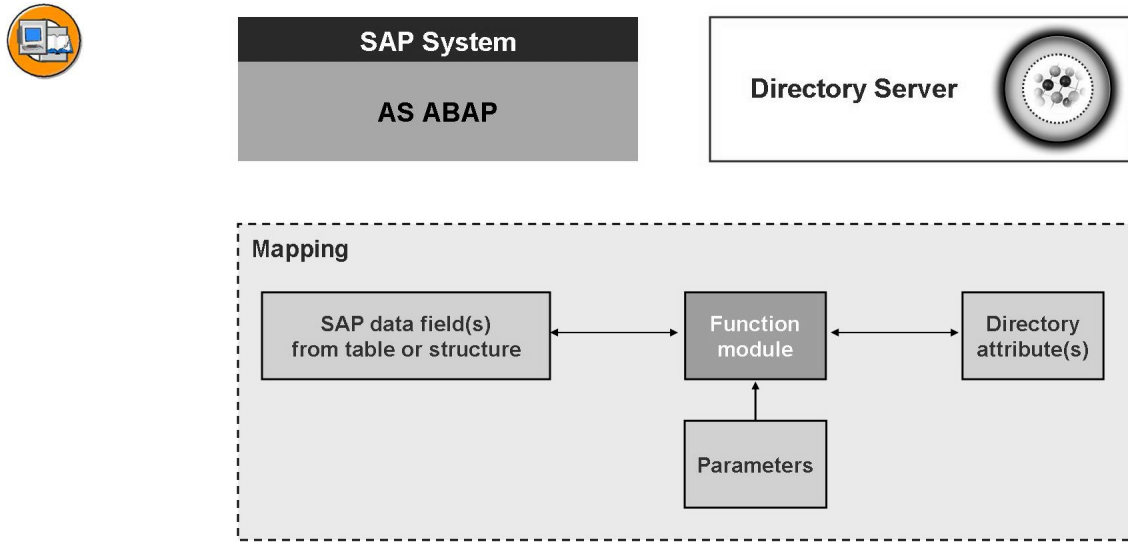 SAP System
AS ABAP
Directory Server
Mapping
SAP data field(s)
from table or structure
Function
module
Directory
attribute(s)
Parameters